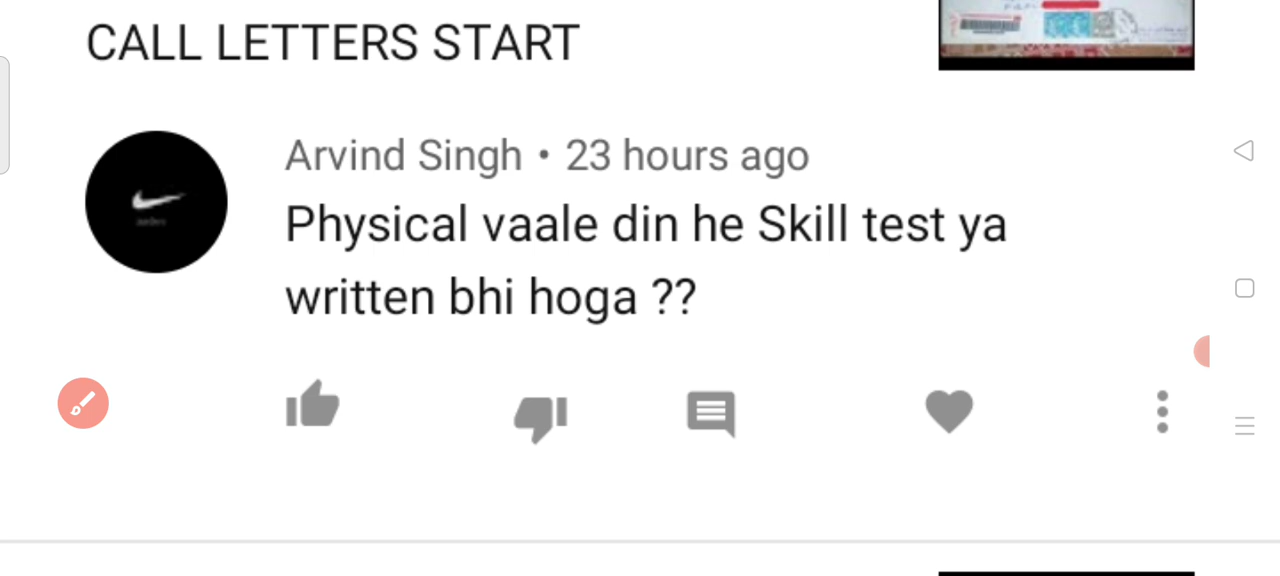 CALL LETTERS START
Arvind Singh • 23 hours ago
Physical vaale din he Skill test ya
written bhi hoga ??